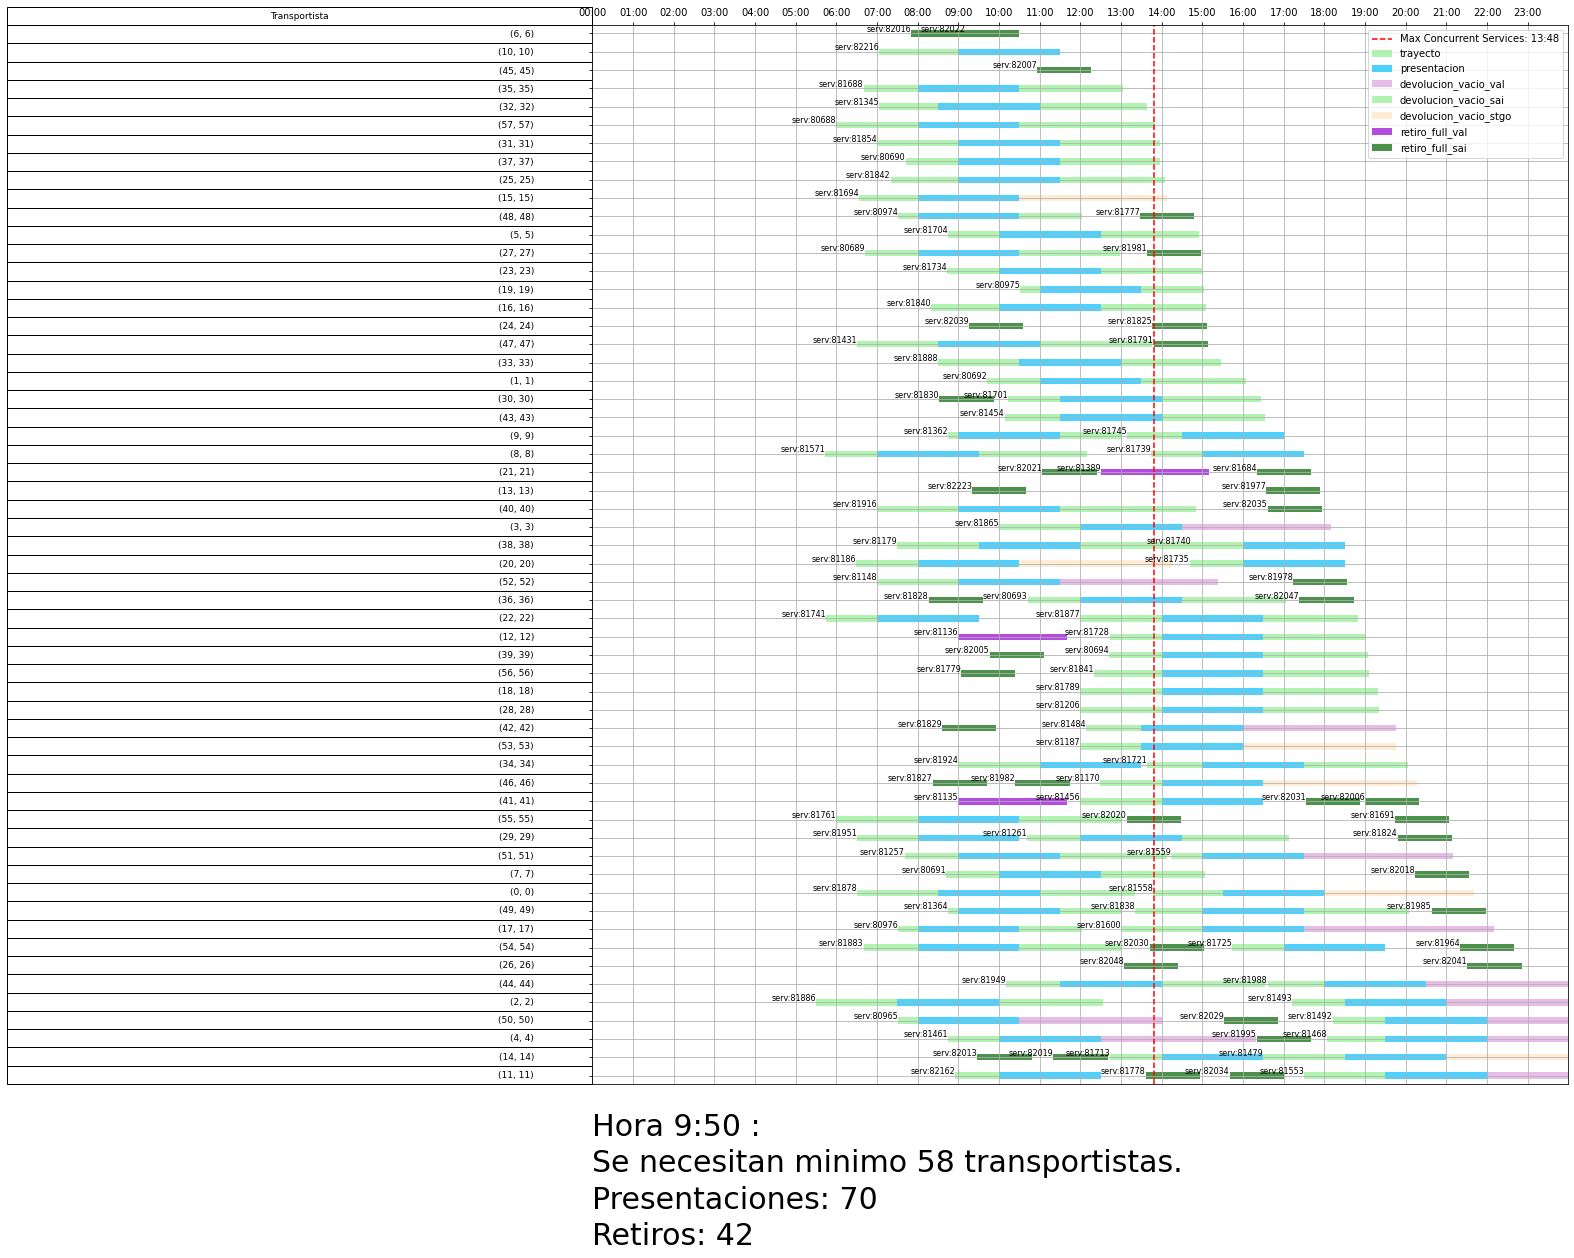 Transportista
00:00 01:00 02:00 03:00 04:00 05:00 06:00 07:00 08:00 09:00 10:00 11:00 12:00 13:00 14:00 15:00 16:00 17:00 18:00 19:00 20:00 21:00 22:00 23:00
Max Concurrent Services: 13:48
trayecto
presentacion
devolucion_vacio_val
devolucion_vacio_sai
devolucion_vacio_stgo
retiro_full_val
retiro_full_sai
(6, 6) serv:82016 serv:82022
(10, 10) serv:82216
(45, 45) serv:82007
(35, 35) serv:81688
(32, 32) serv:81345
(57, 57) serv:80688
(31, 31) serv:81854
(37, 37) serv:80690
(25, 25) serv:81842
(15, 15) serv:81694
(48, 48) serv:80974 serv:81777
(5, 5) serv:81704
(27, 27) serv:80689 serv:81981
(23, 23) serv:81734
(19, 19) serv:80975
(16, 16) serv:81840
(24, 24) serv:82039 serv:81825
(47, 47) serv:81431 serv:81791
(33, 33) serv:81888
(1, 1) serv:80692
(30, 30) serv:81830 serv:81701
(43, 43) serv:81454
(9, 9) serv:81362 serv:81745
(8, 8) serv:81571 serv:81739
(21, 21) serv:82021 serv:81389 serv:81684
(13, 13) serv:82223 serv:81977
(40, 40) serv:81916 serv:82035
(3, 3) serv:81865
(38, 38) serv:81179 serv:81740
(20, 20) serv:81186 serv:81735
(52, 52) serv:81148 serv:81978
(36, 36) serv:81828 serv:80693 serv:82047
(22, 22) serv:81741 serv:81877
(12, 12) serv:81136 serv:81728
(39, 39) serv:82005 serv:80694
(56, 56) serv:81779 serv:81841
(18, 18) serv:81789
(28, 28) serv:81206
(42, 42) serv:81829 serv:81484
(53, 53) serv:81187
(34, 34) serv:81924 serv:81721
(46, 46) serv:81827 serv:81982 serv:81170
(41, 41) serv:81135 serv:81456 serv:82031 serv:82006
(55, 55) serv:81761 serv:82020 serv:81691
(29, 29) serv:81951 serv:81261 serv:81824
(51, 51) serv:81257 serv:81559
(7, 7) serv:80691 serv:82018
(0, 0) serv:81878 serv:81558
(49, 49) serv:81364 serv:81838 serv:81985
(17, 17) serv:80976 serv:81600
(54, 54) serv:81883 serv:82030 serv:81725 serv:81964
(26, 26) serv:82048 serv:82041
(44, 44) serv:81949 serv:81988
(2, 2) serv:81886 serv:81493
(50, 50) serv:80965 serv:82029 serv:81492
(4, 4) serv:81461 serv:81995 serv:81468
(14, 14) serv:82013 serv:82019 serv:81713 serv:81479
(11, 11) serv:82162 serv:81778 serv:82034 serv:81553
Hora 9:50 :
Se necesitan minimo 58 transportistas.
Presentaciones: 70
Retiros: 42